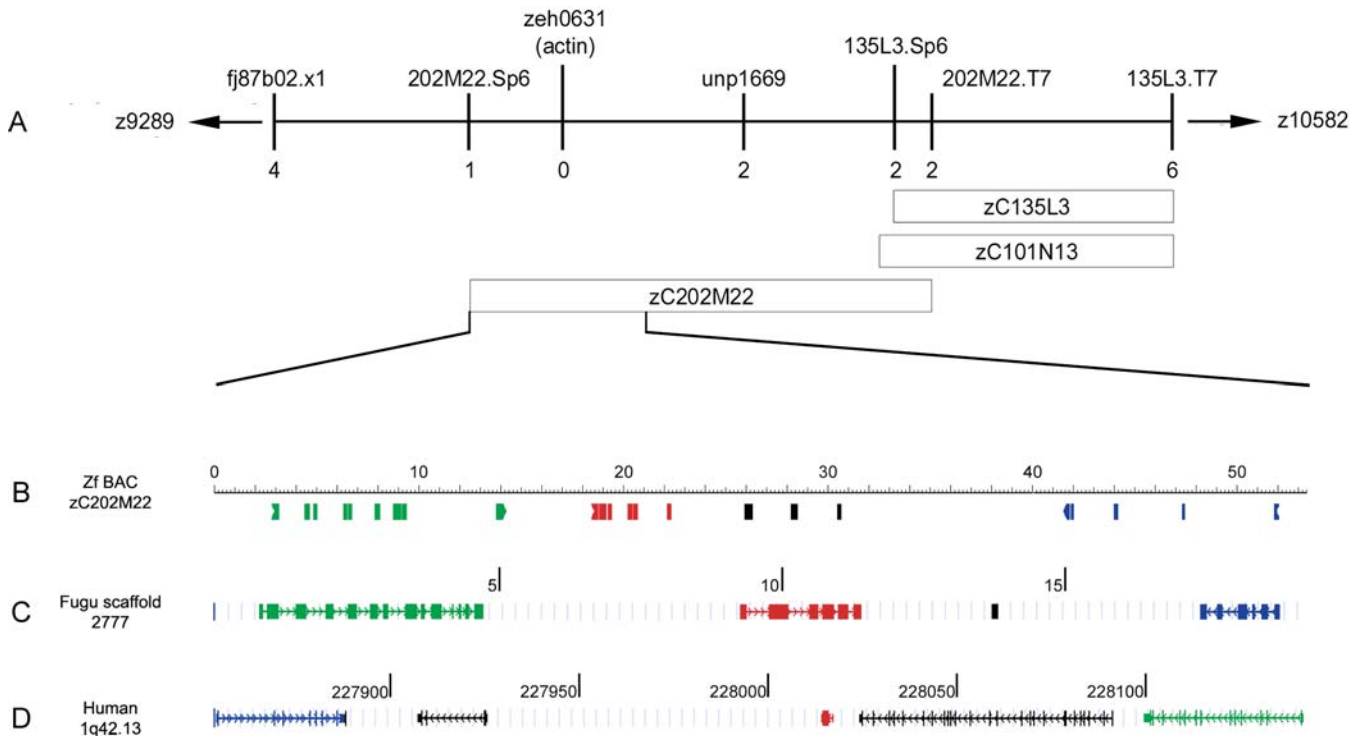 zeh0631
(actin)
135L3.Sp6
fj87b02.x1 202M22.Sp6 unp1669 202M22.T7 135L3.T7
A z9289 z10582
4 1 0 2 2 2 6
zC135L3
zC101N13
zC202M22
0 10 20 30 40 50
B Zf BAC
zC202M22
5 10 15
C Fugu scaffold
2777
227900 227950 228000 228050 228100
D Human
1q42.13